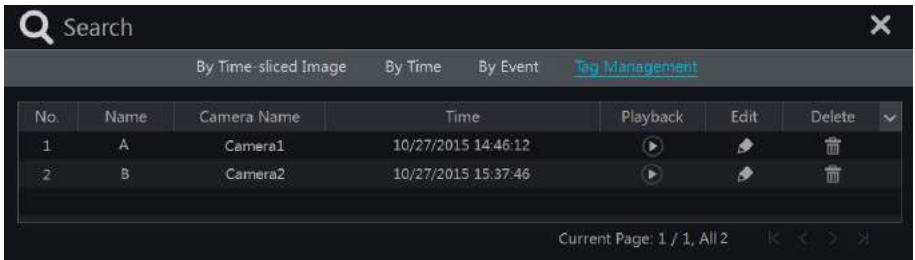 Search
By Time-sliced Image By Time By Event Tag Management
No. Name Camera Name Time Playback Edit Delete
1 A Camera1 10/27/2015 14:46:12
2 B Camera2 10/27/2015 15:37:46
Current Page: 1 / 1, All 2